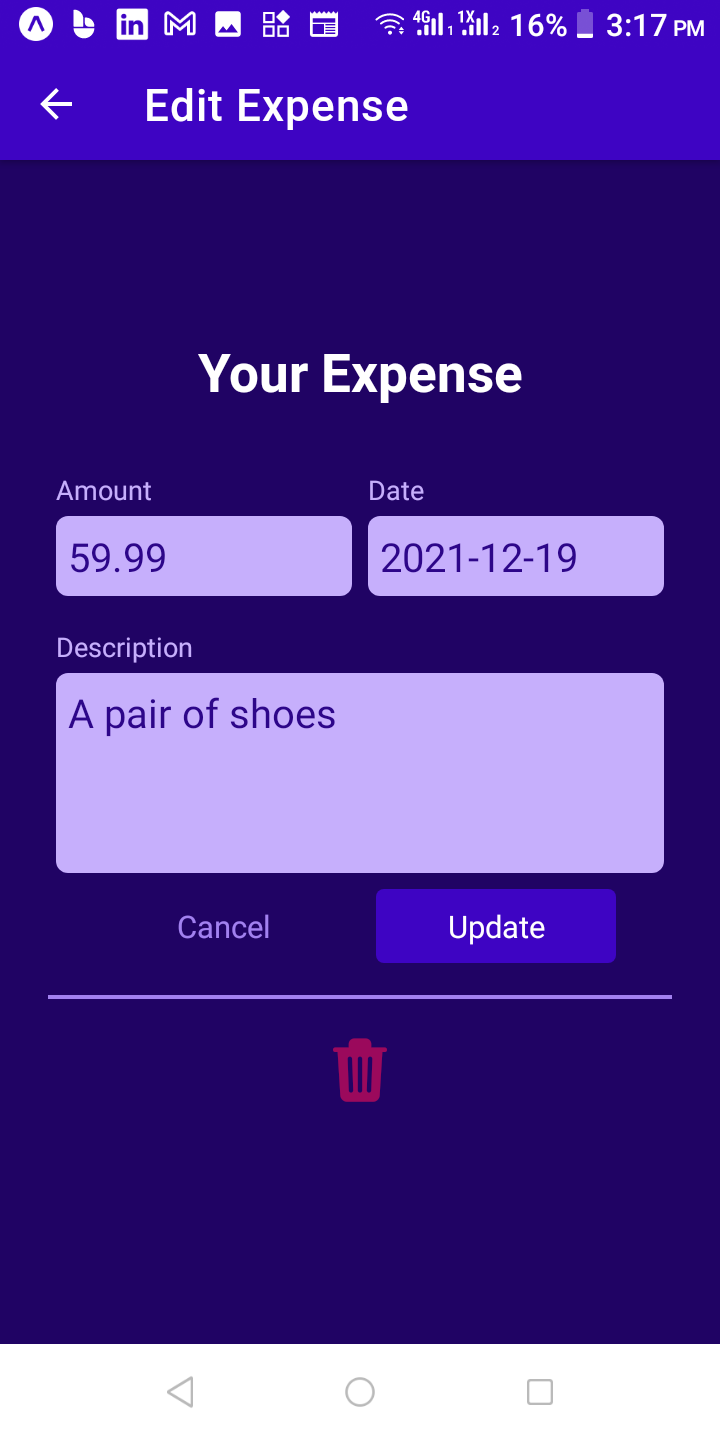 4G 1 1X 2 16% 3:17 PM
Edit Expense
Your Expense
Amount Date
59.99 2021-12-19
Description
A pair of shoes
Cancel Update